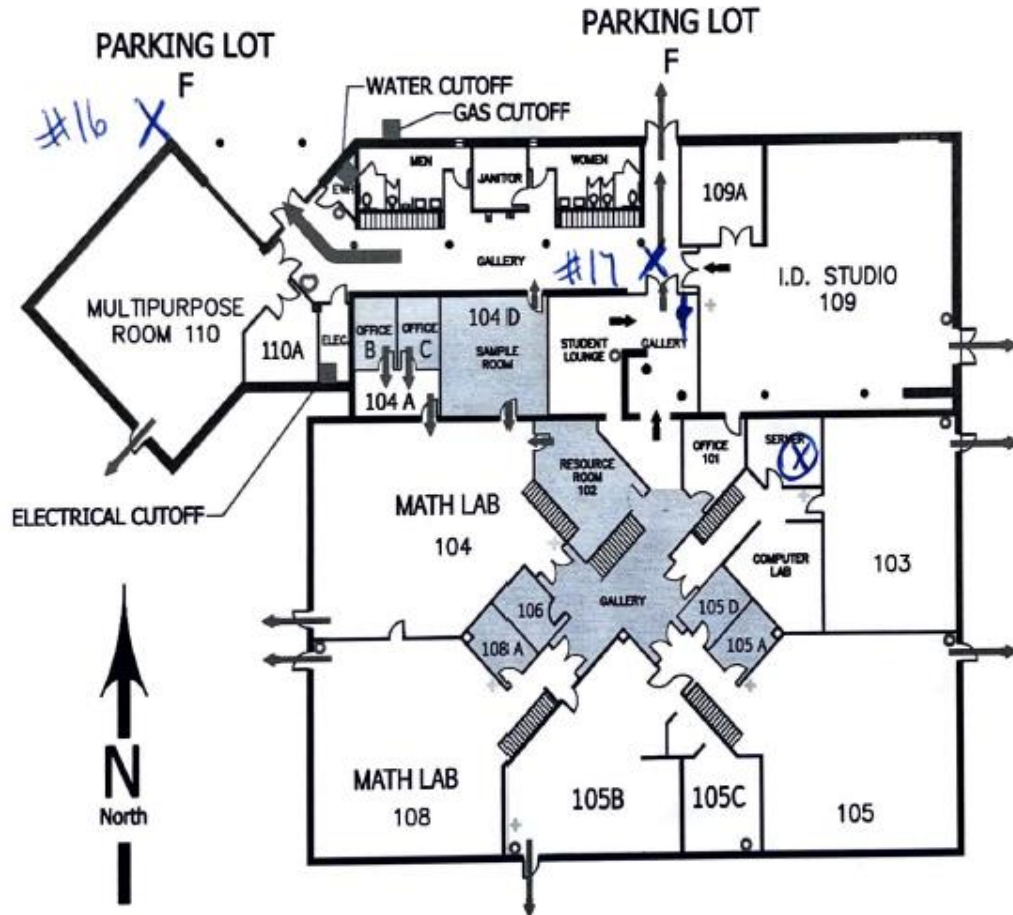 PARKING LOT
F
PARKING LOT
F
#16 X
WATER CUTOFF
GAS CUTOFF
MEN
JANITOR
WOMEN
109A
GALLERY
#17 X
I.D. STUDIO
109
MULTIPURPOSE
ROOM 110
110A
ELEC.
OFFICE
B
OFFICE
C
104 D
SAMPLE
ROOM
STUDENT
LOUNGE
GALLERY
104 A
OFFICE
101
SERVER
X
RESOURCE
ROOM
102
ELECTRICAL CUTOFF
MATH LAB
104
COMPUTER
LAB
103
GALLERY
106
105 D
108 A
105 A
N
North
MATH LAB
108
105B
105C
105